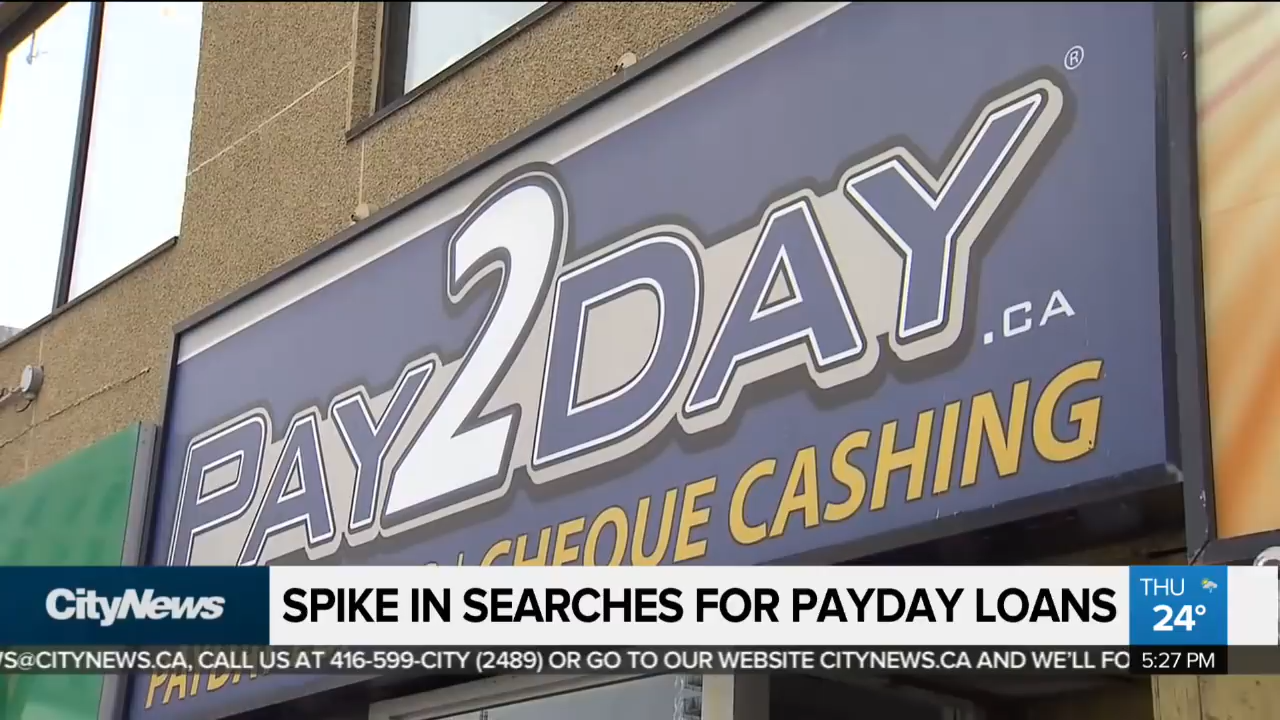 PAY2DAY®
.CA
CHEQUE CASHING
CityNews
SPIKE IN SEARCHES FOR PAYDAY LOANS
THU
24°
S@CITYNEWS.CA, CALL US AT 416-599-CITY (2489) OR GO TO OUR WEBSITE CITYNEWS.CA AND WE'LL FO
5:27 PM